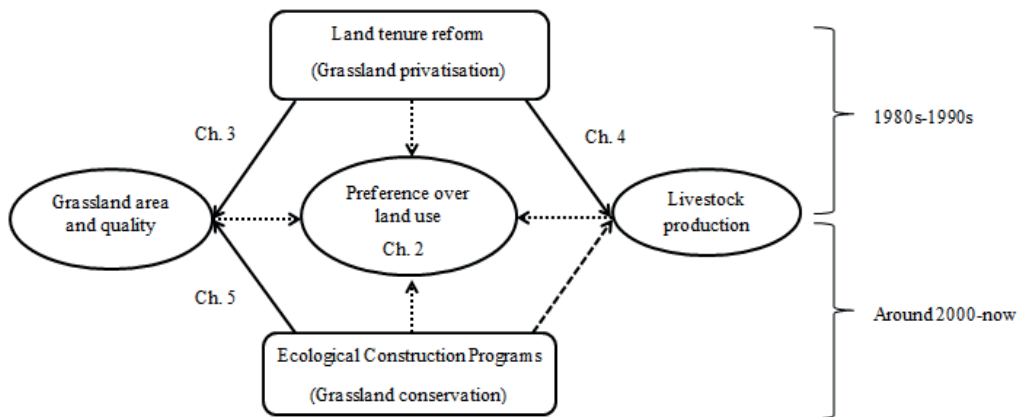 Land tenure reform
(Grassland privatisation)
1980s-1990s
Ch. 3
Ch. 4
Grassland area
and quality
Preference over
land use
Ch. 2
Livestock
production
Ch. 5
Around 2000-now
Ecological Construction Programs
(Grassland conservation)